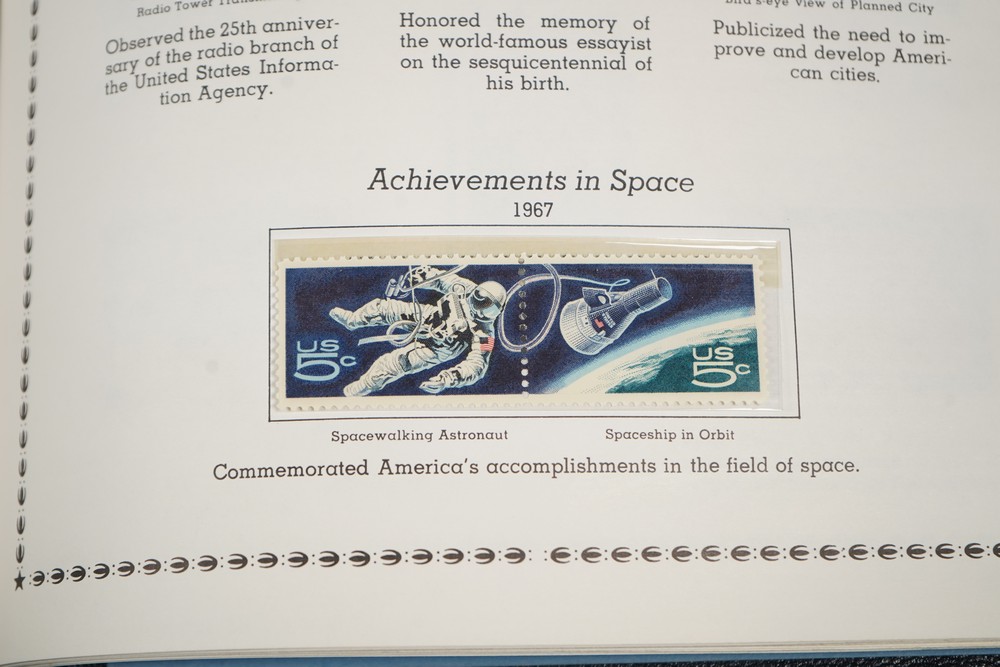 Radio Tower
Observed the 25th anniver-
sary of the radio branch of
the United States Informa-
tion Agency.
Honored the memory of
the world-famous essayist
on the sesquicentennial of
his birth.
Bird's-eye View of Planned City
Publicized the need to im-
prove and develop Ameri-
can cities.
Achievements in Space
1967
US
5c
US
5c
Spacewalking Astronaut
Spaceship in Orbit
Commemorated America's accomplishments in the field of space.